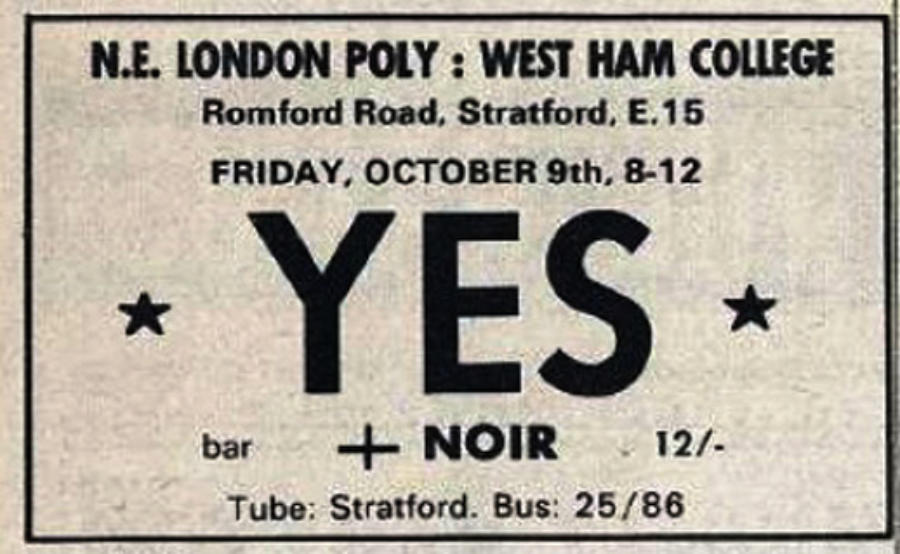 N.E. LONDON POLY : WEST HAM COLLEGE
Romford Road, Stratford, E.15
FRIDAY, OCTOBER 9th, 8-12
★ YES ★
bar + NOIR 12/-
Tube: Stratford. Bus: 25/86